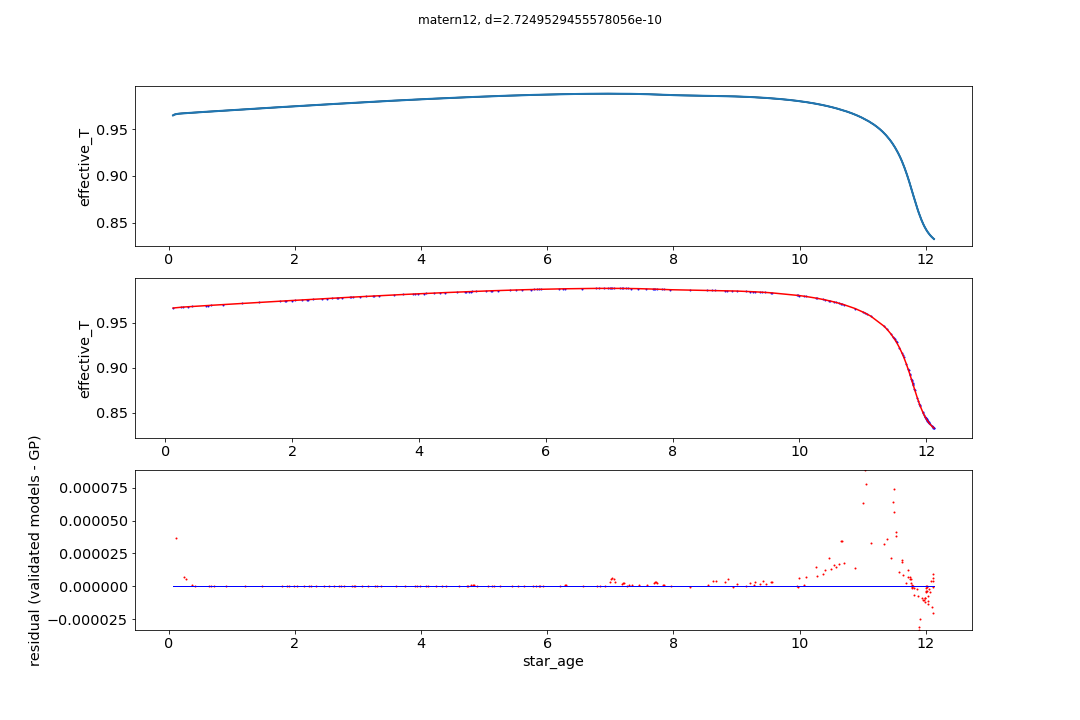 matern12, d=2.7249529455578056e-10
effective_T
0.95
0.90
0.85
0 2 4 6 8 10 12
effective_T
0.95
0.90
0.85
0 2 4 6 8 10 12
residual (validated models - GP)
0.000075
0.000050
0.000025
0.000000
−0.000025
0 2 4 6 8 10 12
star_age